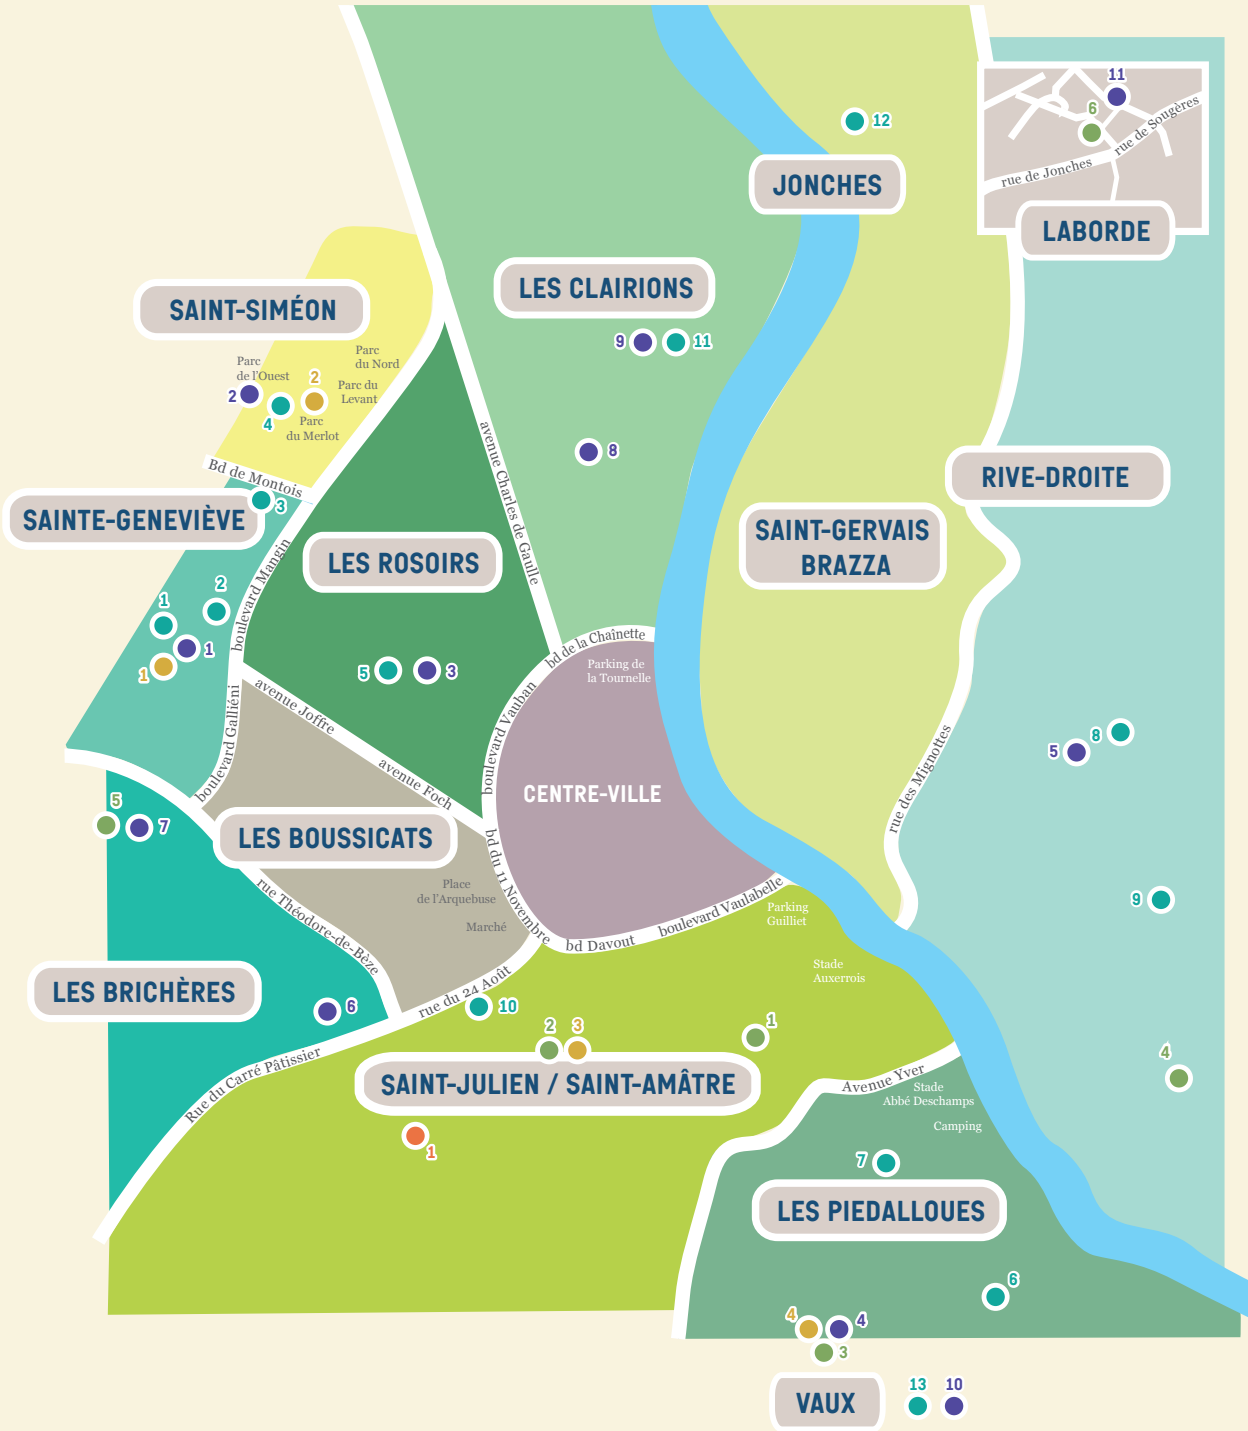 11
6
rue de Sougères
rue de Jonches
LABORDE
12
JONCHES
LES CLAIRIONS
9
11
8
SAINT-SIMÉON
Parc
du Nord
Parc
de l'Ouest
2
2
Parc du
Levant
4
Parc
du Merlot
Bd de Montois
3
SAINTE-GENEVIÈVE
avenue Charles de Gaulle
RIVE-DROITE
SAINT-GERVAIS
BRAZZA
LES ROSOIRS
boulevard Mangin
1
2
1
1
5
3
bd de la Chaînette
Parking de
la Tournelle
boulevard Vauban
avenue Joffre
avenue Foch
boulevard Galliéni
CENTRE-VILLE
5
8
rue des Mignottes
5
7
LES BOUSSICATS
bd du 11 Novembre
Place
de l'Arquebuse
Marché
rue Théodore-de-Bèze
bd Davout
boulevard Vaulabelle
Parking
Guilliet
9
Stade
Auxerrois
LES BRICHÈRES
6
rue du 24 Août
10
2
3
1
4
Rue du Carré Pâtissier
SAINT-JULIEN / SAINT-AMÂTRE
Avenue Yver
Stade
Abbé Deschamps
Camping
1
7
LES PIEDALLOUES
6
4
4
3
VAUX
13
10